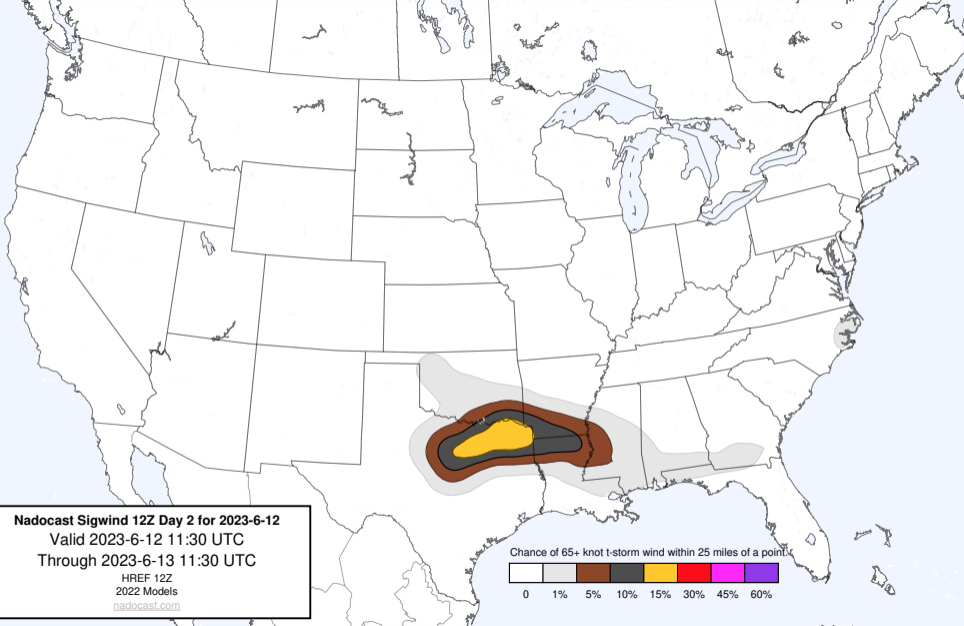 Nadocast Sigwind 12Z Day 2 for 2023-6-12
Valid 2023-6-12 11:30 UTC
Through 2023-6-13 11:30 UTC
HREF 12Z
2022 Models
nadocast.com
Chance of 65+ knot t-storm wind within 25 miles of a point.
0 1% 5% 10% 15% 30% 45% 60%